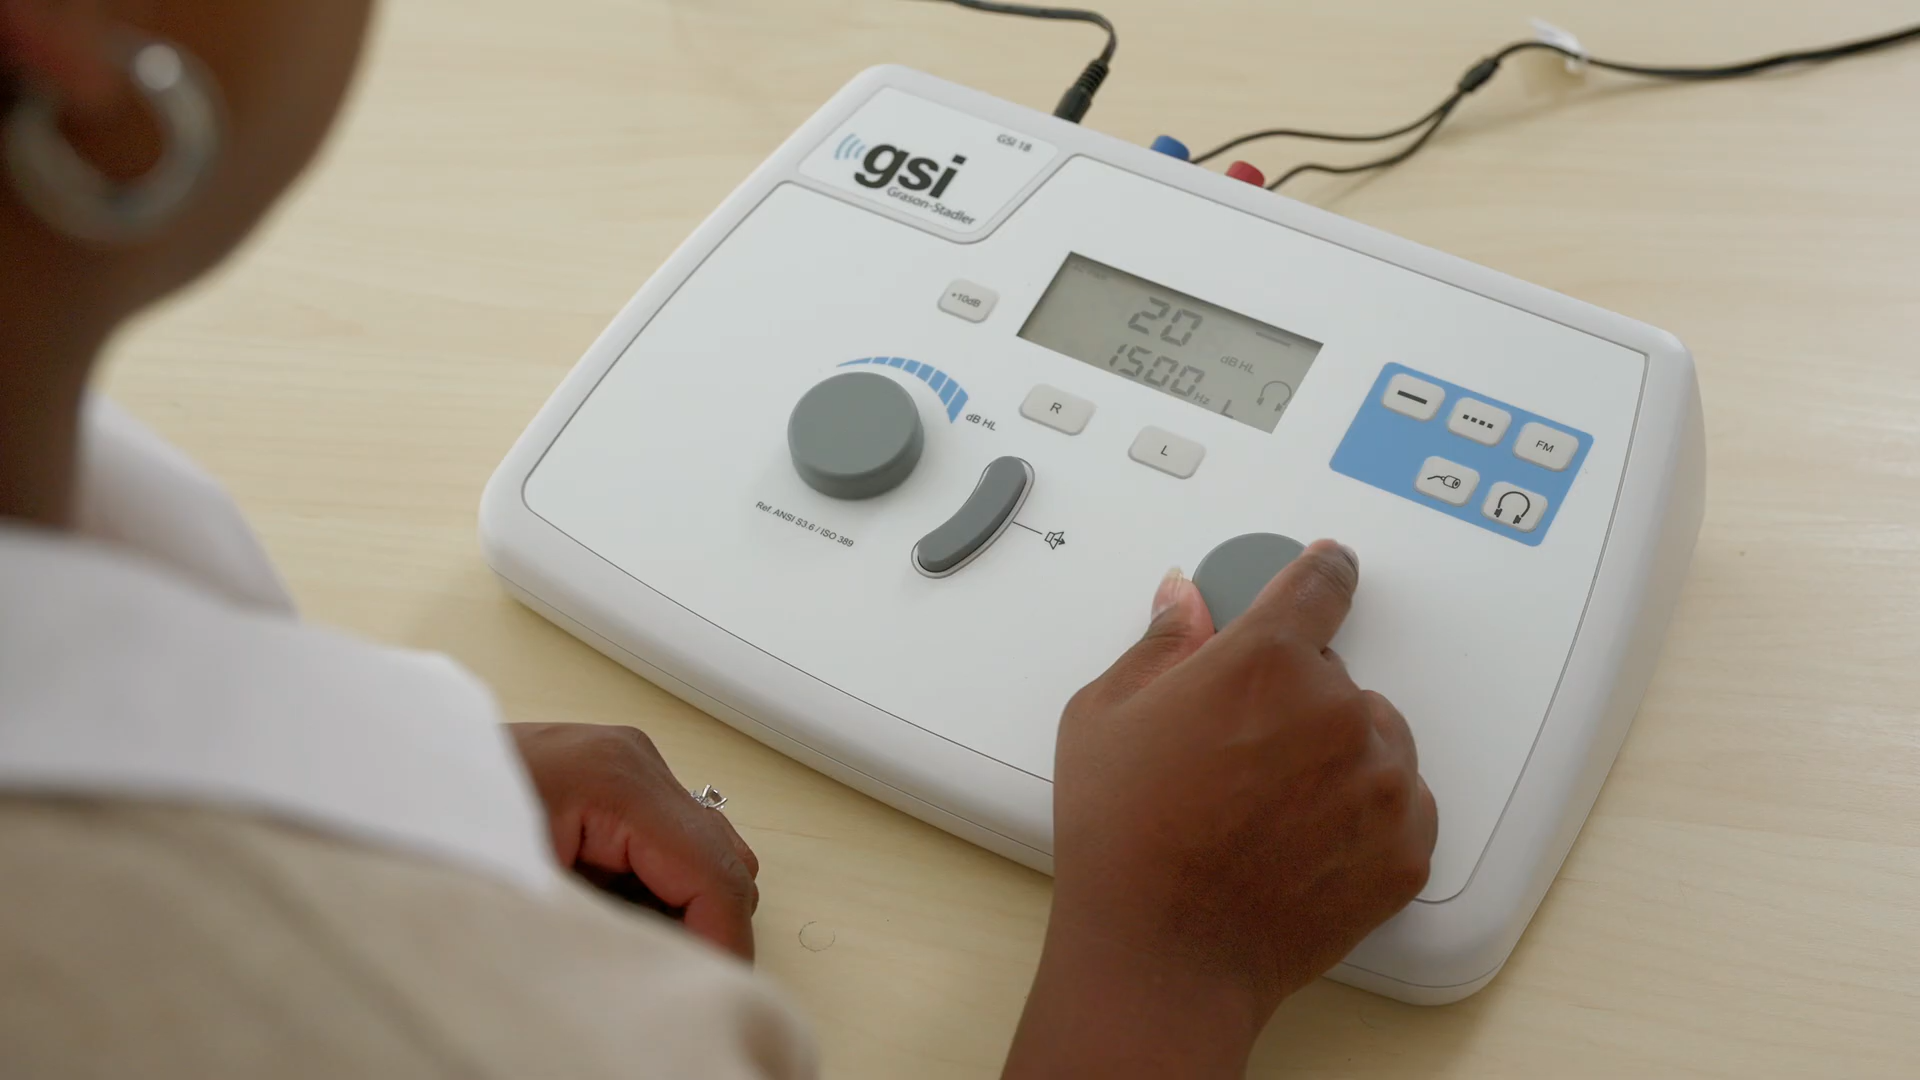 GSI 18
gsi
Grason-Stadler
+10dB
20
dB HL
1500 Hz L
dB HL
R
L
FM
Ref. ANSI S3.6 / ISO 389